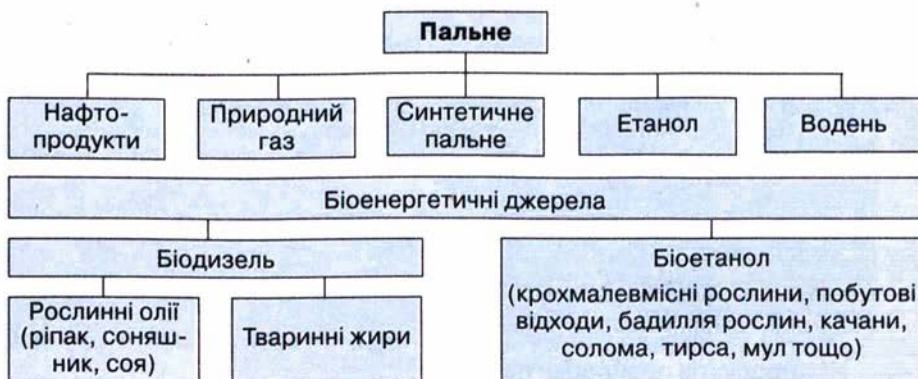 Пальне
Нафто-
продукти
Природний
газ
Синтетичне
пальне
Етанол
Водень
Біоенергетичні джерела
Біодизель
Рослинні олії
(ріпак, соняш-
ник, соя)
Тваринні жири
Біоетанол
(крохмалевмісні рослини, побутові
відходи, бадилля рослин, качани,
солома, тирса, мул тощо)